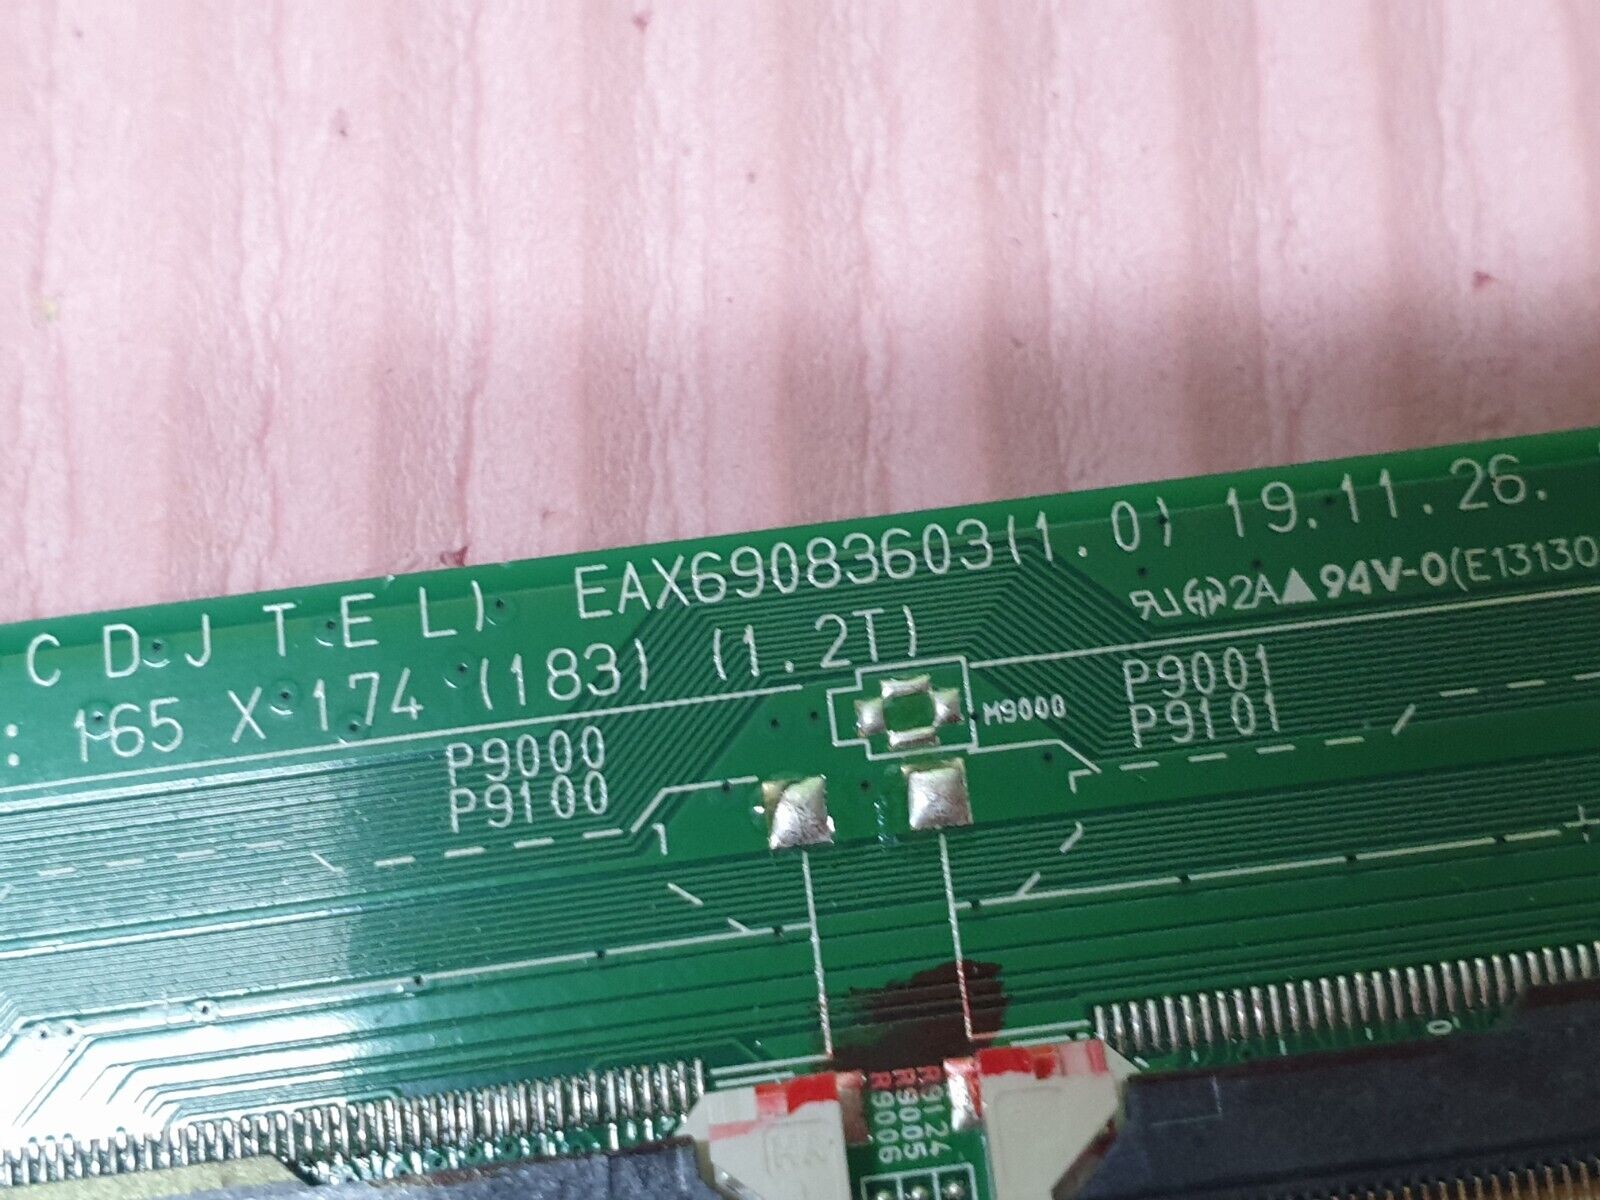 C D J T E L) EAX69083603(1.0) 19.11.26.
: 165 X 174 (183) (1.2T)
2A▲94V-0(E13130
P9000
P9100
M9000
P9001
P9101
R9006
R9005
R9124